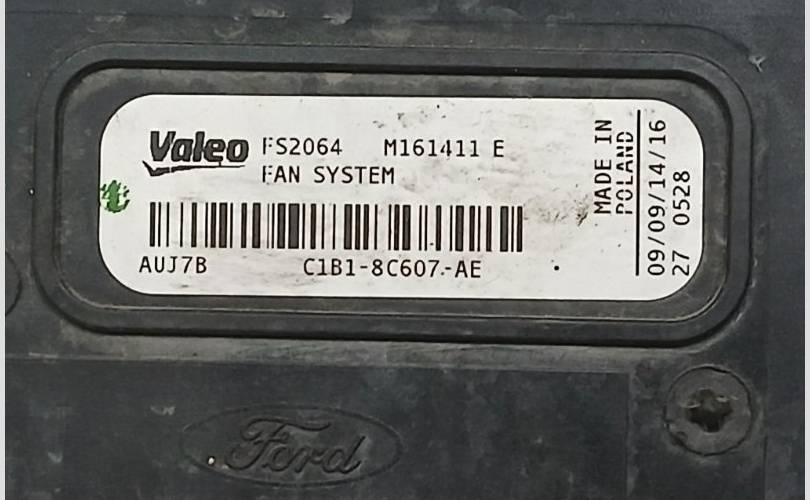 Valeo FS2064 M161411 E
FAN SYSTEM
AUJ7B C1B1-8C607-AE
MADE IN
POLAND
09/09/14/16
27 0528
Ford